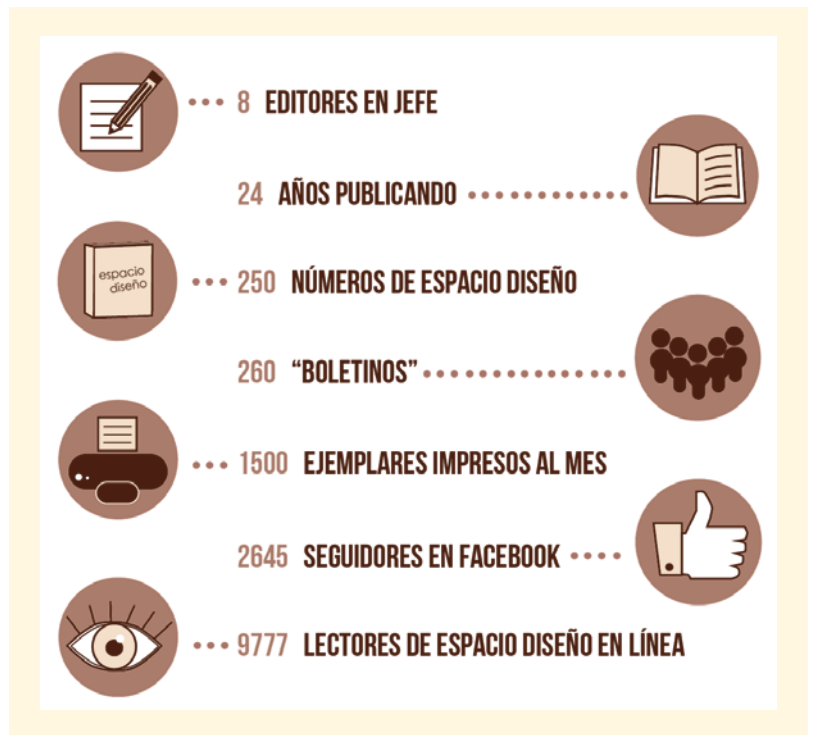 8 EDITORES EN JEFE
24 AÑOS PUBLICANDO
espacio
diseño
250 NÚMEROS DE ESPACIO DISEÑO
260 “BOLETINOS”
1500 EJEMPLARES IMPRESOS AL MES
2645 SEGUIDORES EN FACEBOOK
9777 LECTORES DE ESPACIO DISEÑO EN LÍNEA